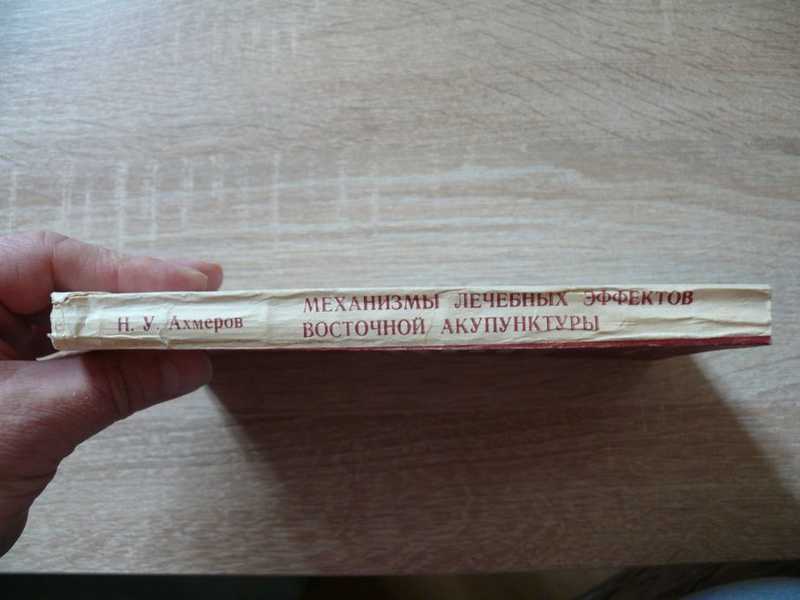 Н. У. Ахмеров
МЕХАНИЗМЫ ЛЕЧЕБНЫХ ЭФФЕКТОВ
ВОСТОЧНОЙ АКУПУНКТУРЫ